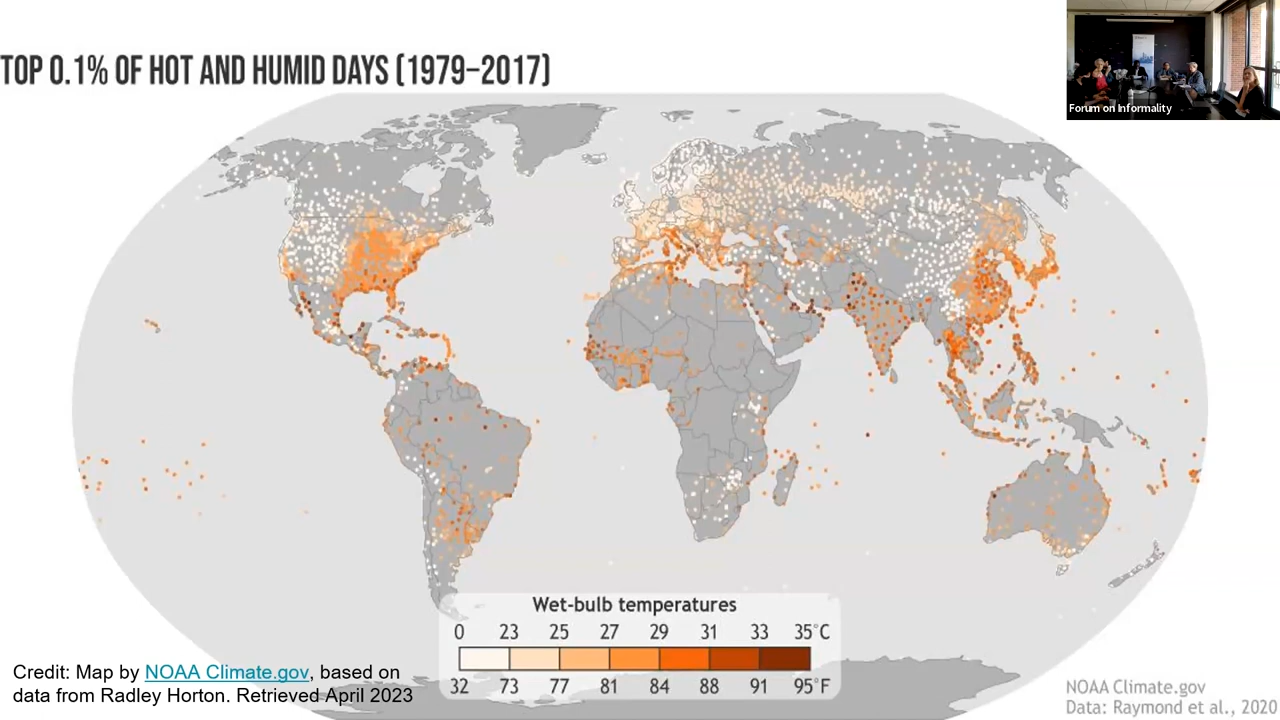 TOP 0.1% OF HOT AND HUMID DAYS (1979–2017)
Forum on Informality
Wet-bulb temperatures
0 23 25 27 29 31 33 35°C
32 73 77 81 84 88 91 95°F
Credit: Map by NOAA Climate.gov, based on
data from Radley Horton. Retrieved April 2023
NOAA Climate.gov
Data: Raymond et al., 2020